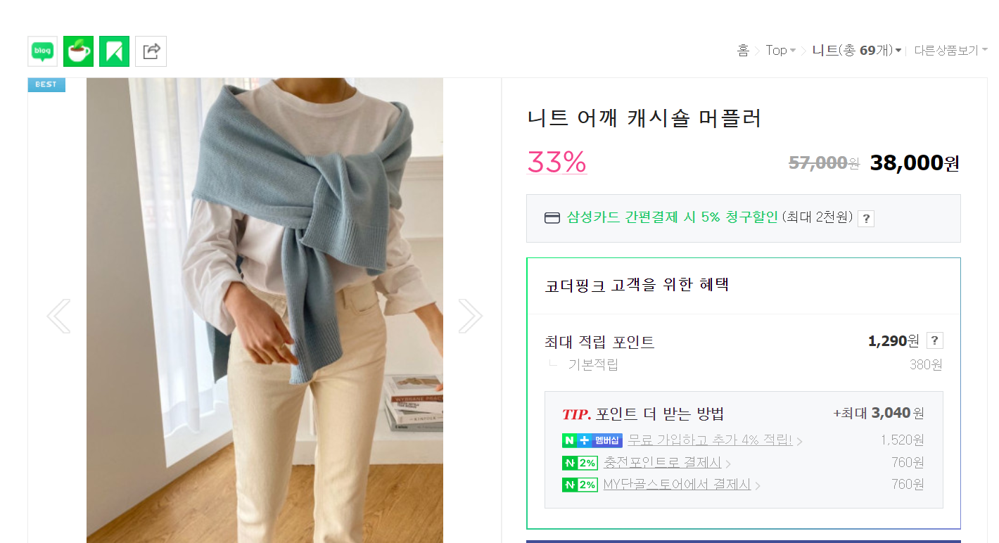 blog
홈 > Top > 니트(총 69개) 다른상품보기
BEST
니트 어깨 캐시숄 머플러
33% 57,000원 38,000원
삼성카드 간편결제 시 5% 청구할인 (최대 2천원) ?
코더핑크 고객을 위한 혜택
최대 적립 포인트 1,290원 ?
기본적립 380원
TIP. 포인트 더 받는 방법 +최대 3,040원
N + 멤버십 무료 가입하고 추가 4% 적립! > 1,520원
N 2% 충전포인트로 결제시 > 760원
N 2% MY단골스토어에서 결제시 > 760원
WYBRANE PRACE
KINFOLK